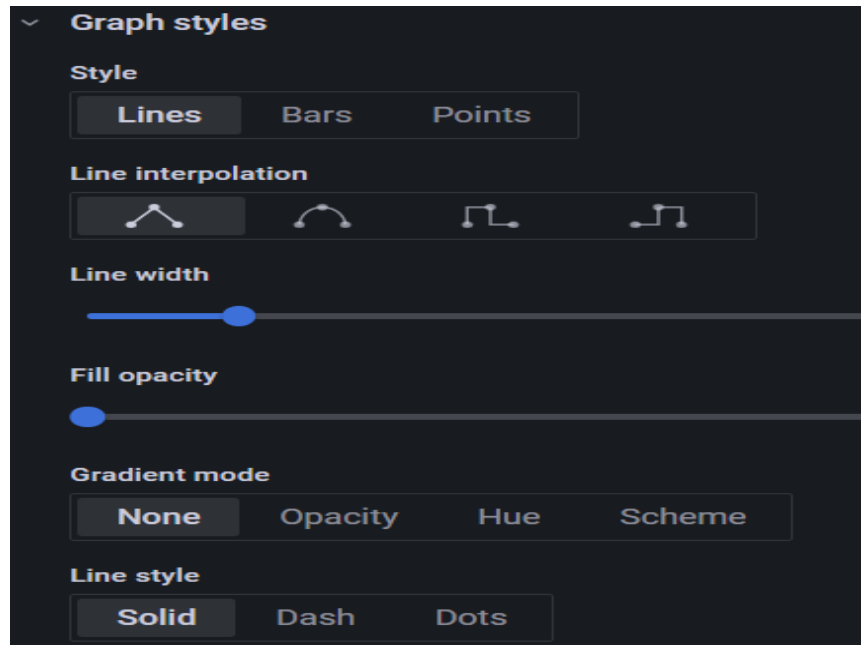 Graph styles
Style
Lines Bars Points
Line interpolation
Line width
Fill opacity
Gradient mode
None Opacity Hue Scheme
Line style
Solid Dash Dots